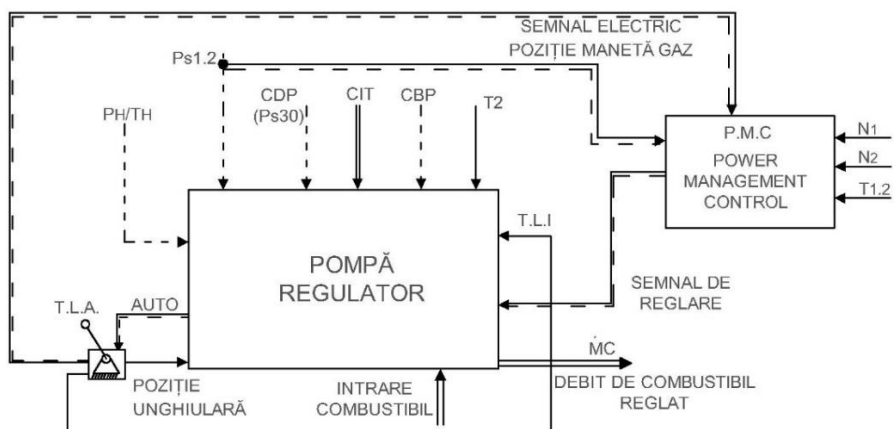 SEMNAL ELECTRIC
POZIȚIE MANETĂ GAZ
Ps1.2
CDP
(Ps30)
CIT
CBP
T2
PH/TH
P.M.C
POWER
MANAGEMENT
CONTROL
N1
N2
T1.2
T.L.I
POMPĂ
REGULATOR
SEMNAL DE
REGLARE
T.L.A.
AUTO
ṀC
POZIȚIE
UNGHIULARĂ
INTRARE
COMBUSTIBIL
DEBIT DE COMBUSTIBIL
REGLAT